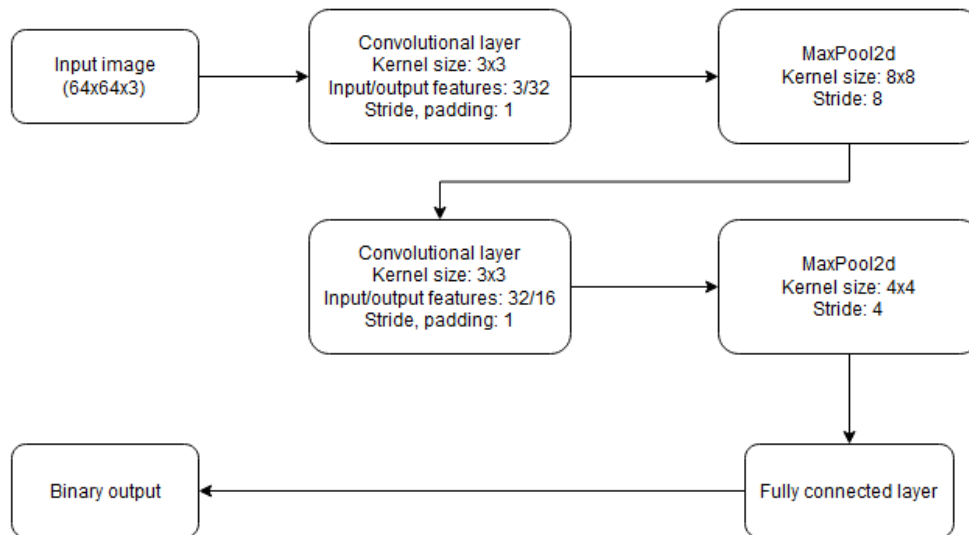 Input image
(64x64x3)
Convolutional layer
Kernel size: 3x3
Input/output features: 3/32
Stride, padding: 1
MaxPool2d
Kernel size: 8x8
Stride: 8
Convolutional layer
Kernel size: 3x3
Input/output features: 32/16
Stride, padding: 1
MaxPool2d
Kernel size: 4x4
Stride: 4
Binary output
Fully connected layer